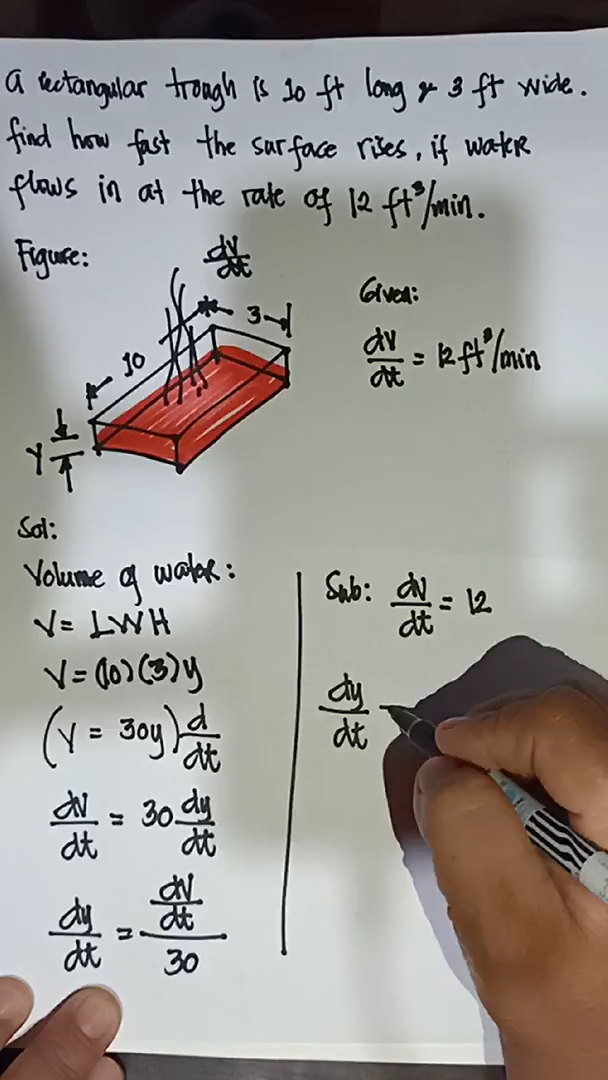 a rectangular trough is 10 ft long & 3 ft wide.
find how fast the surface rises, if water
flows in at the rate of 12 ft³/min.
Figure:
dV/dt
3
10
Y
Given:
dV/dt = 12 ft³/min
Sol:
Volume of water:
V = LWH
V = (10)(3)y
(V = 30y) d/dt
dV/dt = 30 dy/dt
dy/dt = dV/dt / 30
Sub: dV/dt = 12
dy/dt